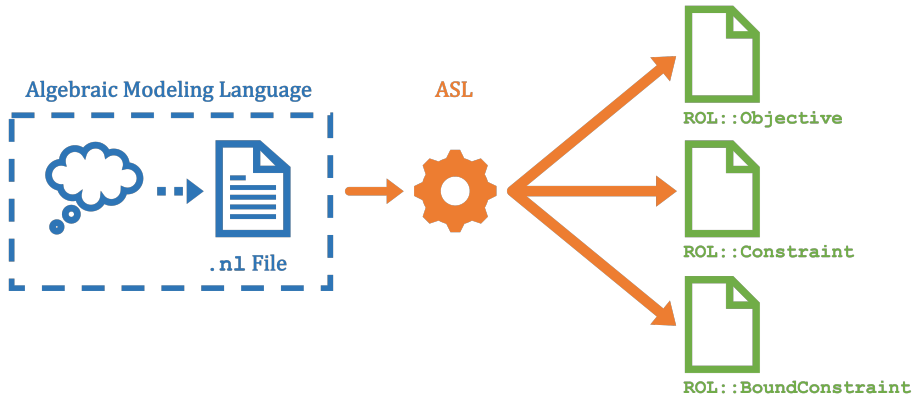 Algebraic Modeling Language
.nl File
ASL
ROL::Objective
ROL::Constraint
ROL::BoundConstraint